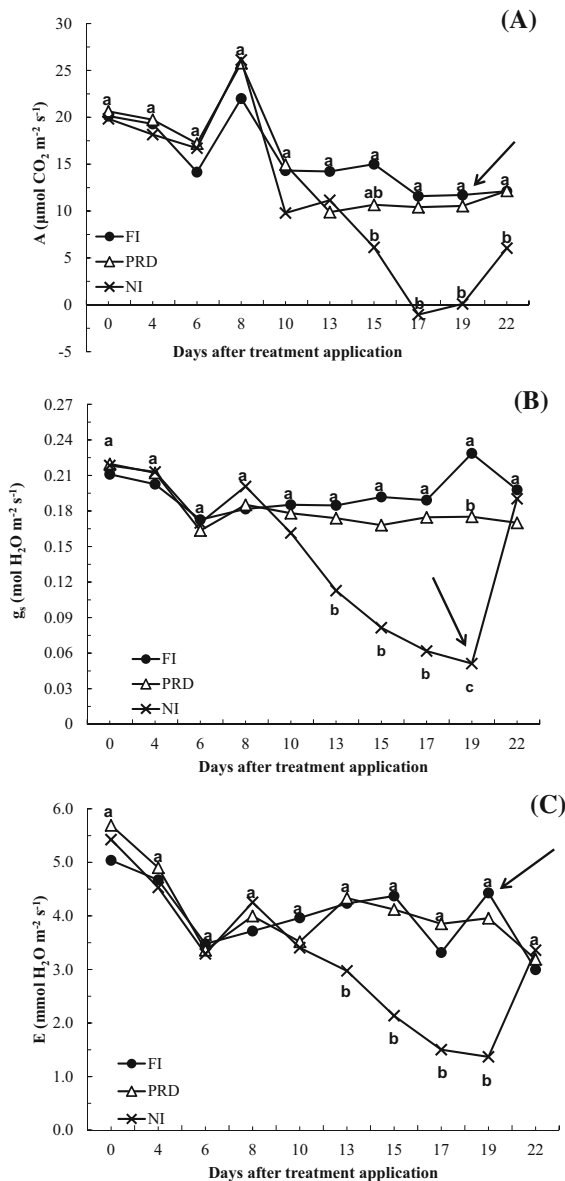 (A)
30
25
20
15
10
5
0
-5
A (µmol CO₂ m⁻² s⁻¹)
a a a a a a a a a
ab
b b b b
FI
PRD
NI
0 4 6 8 10 13 15 17 19 22
Days after treatment application
(B)
0.27
0.24
0.21
0.18
0.15
0.12
0.09
0.06
0.03
0
gs (mol H₂O m⁻² s⁻¹)
a a a a a a a a a a
b
b b b c
FI
PRD
NI
0 4 6 8 10 13 15 17 19 22
Days after treatment application
(C)
6.0
5.0
4.0
3.0
2.0
1.0
0.0
E (mmol H₂O m⁻² s⁻¹)
a a a a a a a a a a
b b b b
FI
PRD
NI
0 4 6 8 10 13 15 17 19 22
Days after treatment application